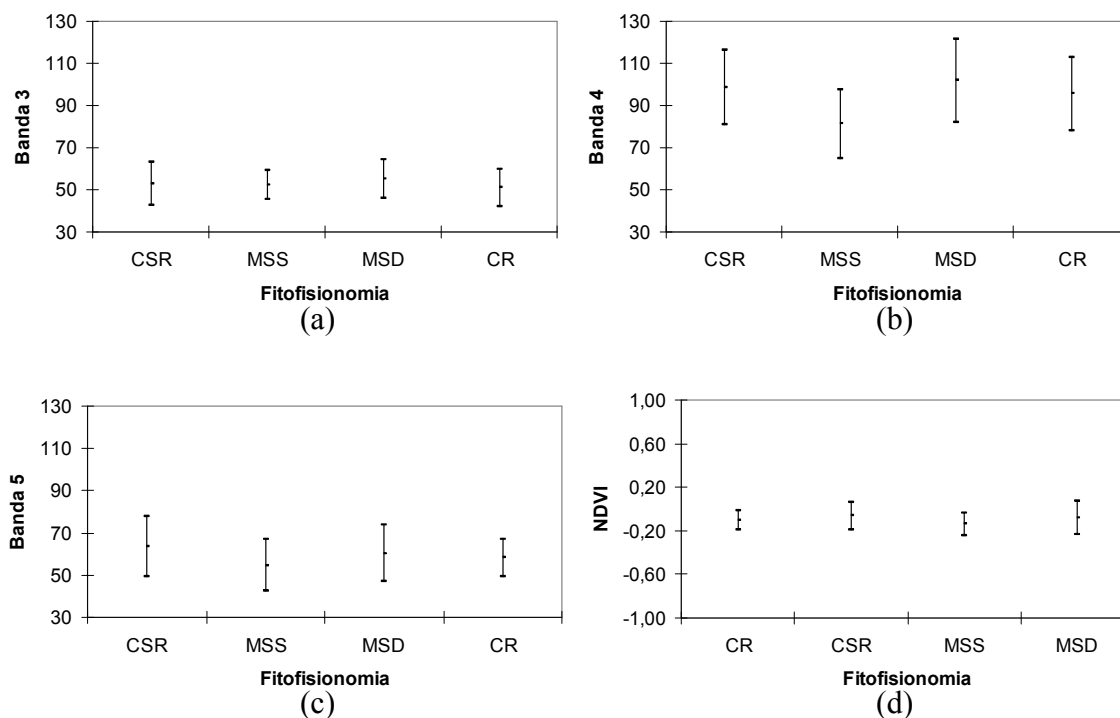 130
110
90
70
50
30
Banda 3
CSR MSS MSD CR
Fitofisionomia
(a)
130
110
90
70
50
30
Banda 4
CSR MSS MSD CR
Fitofisionomia
(b)
130
110
90
70
50
30
Banda 5
CSR MSS MSD CR
Fitofisionomia
(c)
1,00
0,60
0,20
-0,20
-0,60
-1,00
NDVI
CR CSR MSS MSD
Fitofisionomia
(d)